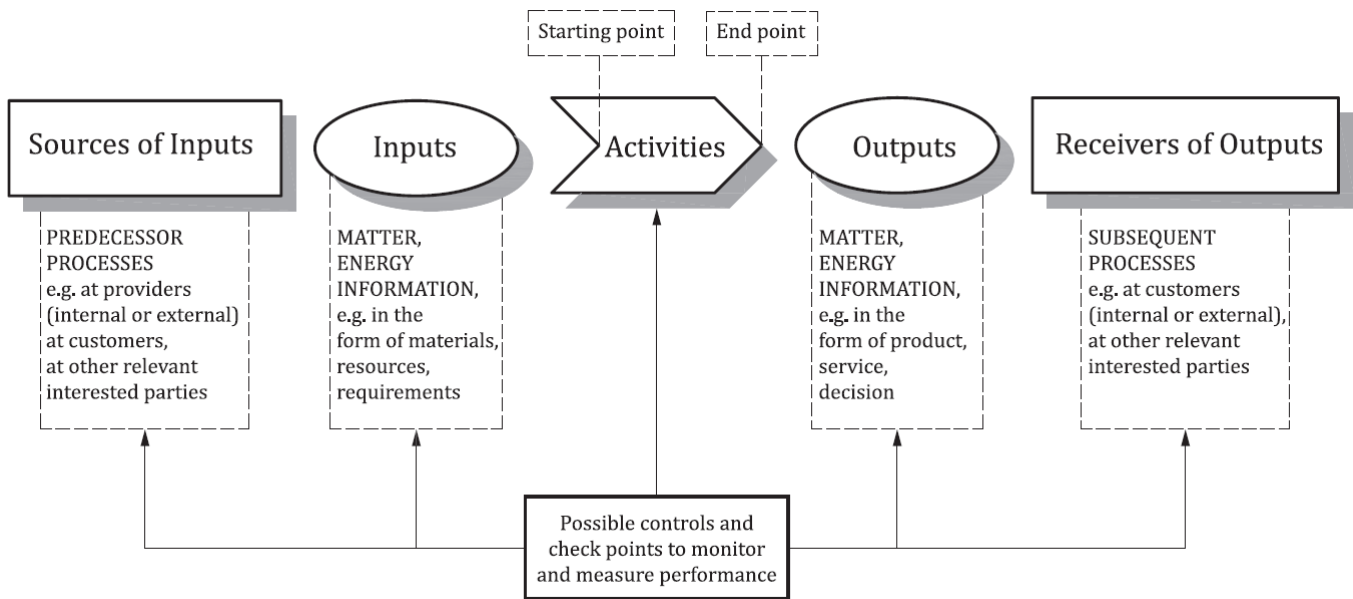 Starting point
End point
Sources of Inputs
Inputs
Activities
Outputs
Receivers of Outputs
PREDECESSOR
PROCESSES
e.g. at providers
(internal or external)
at customers,
at other relevant
interested parties
MATTER,
ENERGY
INFORMATION,
e.g. in the
form of materials,
resources,
requirements
MATTER,
ENERGY
INFORMATION,
e.g. in the
form of product,
service,
decision
SUBSEQUENT
PROCESSES
e.g. at customers
(internal or external),
at other relevant
interested parties
Possible controls and
check points to monitor
and measure performance